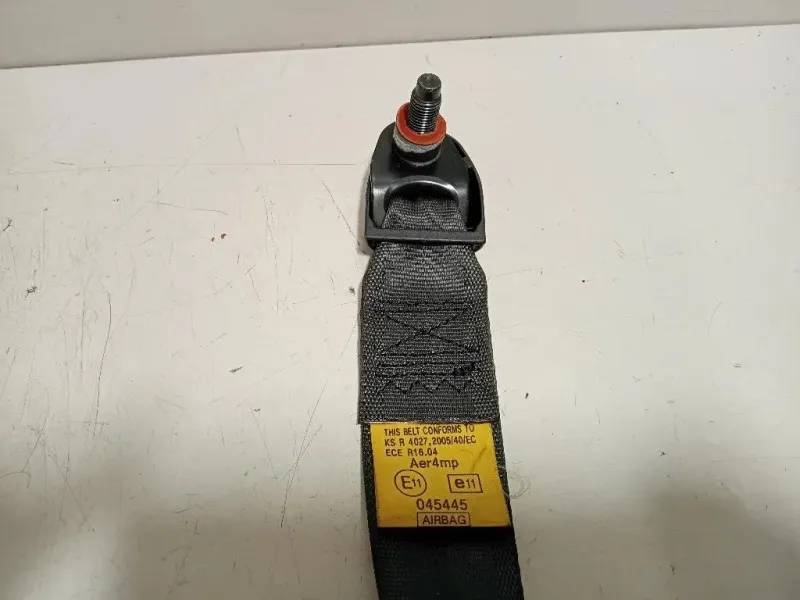 THIS BELT CONFORMS TO
KS R 4027,2005/40/EC
ECE R16.04
Aer4mp
E11 e11
045445
AIRBAG